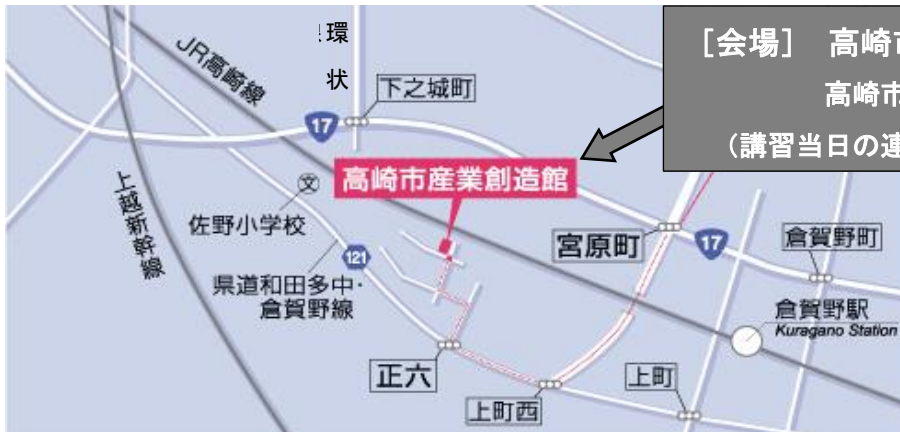 環
状
JR高崎線
下之城町
17
[会場] 高崎市
高崎市
(講習当日の連
高崎市産業創造館
文
佐野小学校
上越新幹線
121
県道和田多中・
倉賀野線
宮原町
17
倉賀野町
倉賀野駅
Kuragano Station
正六
上町西
上町